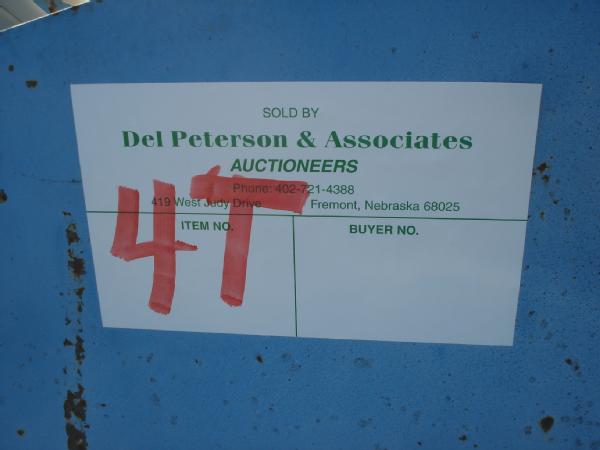 SOLD BY
Del Peterson & Associates
AUCTIONEERS
Phone: 402-721-4388
419 West Judy Drive Fremont, Nebraska 68025
ITEM NO. BUYER NO.
4T